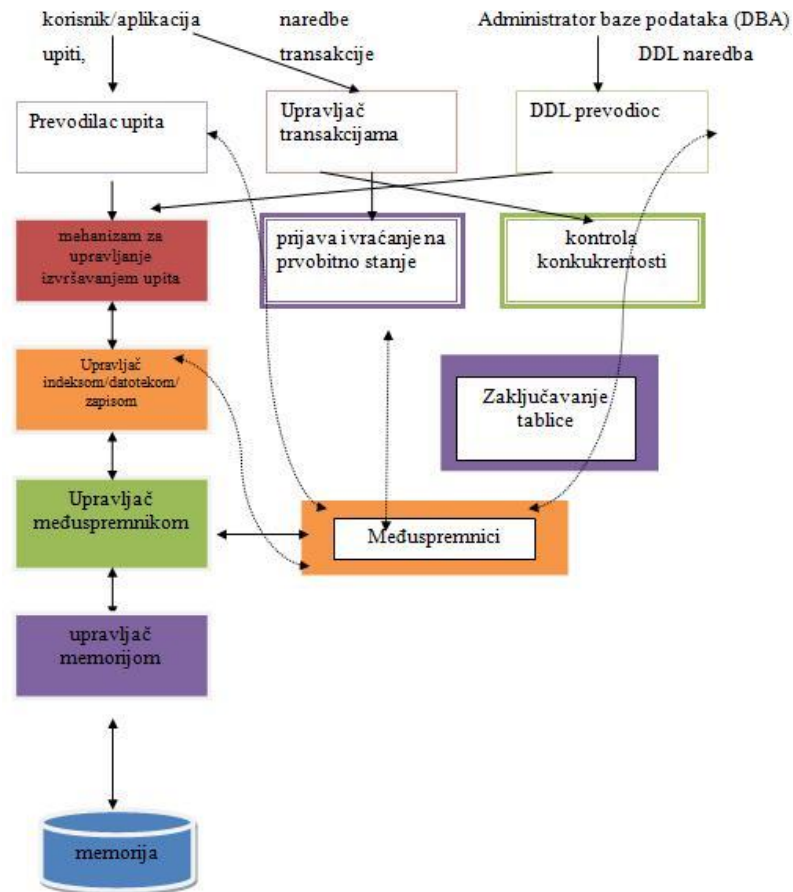 korisnik/aplikacija
upiti,
naredbe
transakcije
Administrator baze podataka (DBA)
DDL naredba
Prevodilac upita
Upravljač
transakcijama
DDL prevodioc
mehanizam za
upravljanje
izvršavanjem upita
prijava i vraćanje na
prvobitno stanje
kontrola
konkukrentosti
Upravljač
indeksom/datotekom/
zapisom
Zaključavanje
tablice
Upravljač
međuspremnikom
Međuspremnici
upravljač
memorijom
memorija